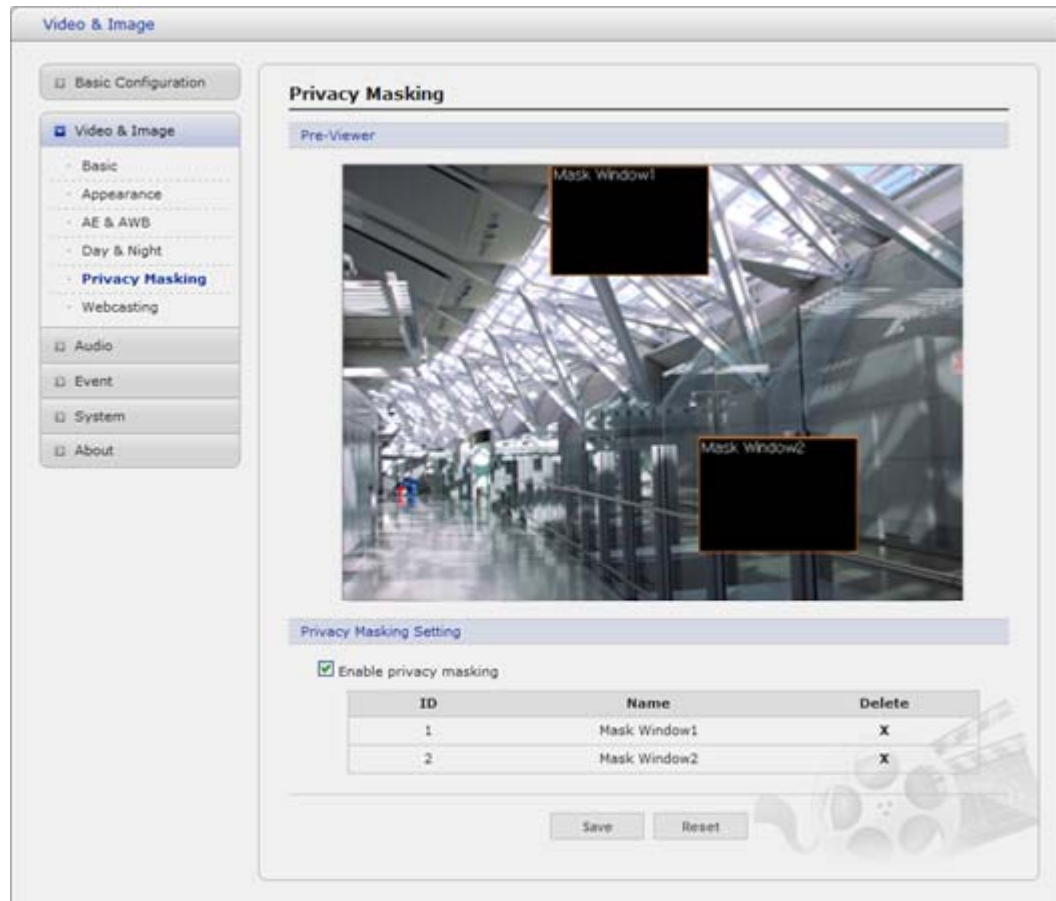 Video & Image
Basic Configuration
Video & Image
Basic
Appearance
AE & AWB
Day & Night
Privacy Masking
Webcasting
Audio
Event
System
About
Privacy Masking
Pre-Viewer
Mask Window1
Mask Window2
Privacy Masking Setting
Enable privacy masking
ID Name Delete
1 Mask Window1 X
2 Mask Window2 X
Save Reset